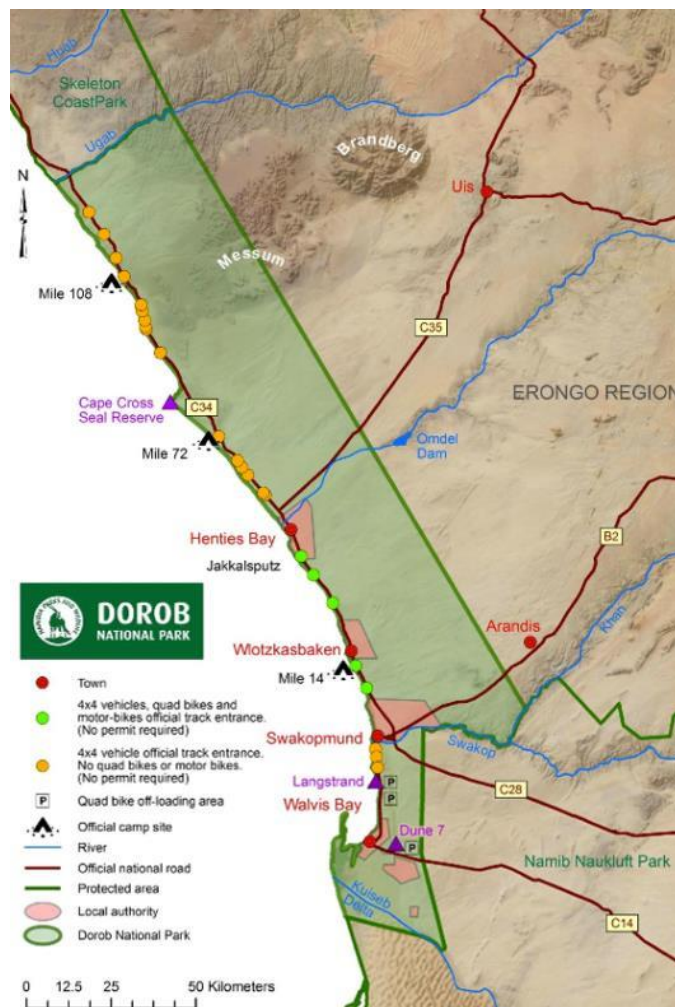 Huab
Skeleton
CoastPark
Ugab
Brandberg
Uis
N
Messum
Mile 108
C35
Cape Cross
Seal Reserve
C34
ERONGO REGION
Mile 72
Omdel
Dam
Henties Bay
B2
Jakkalsputz
Khan
NAMIBIA PARKS AND WILDLIFE
DOROB
NATIONAL PARK
Arandis
Wlotzkasbaken
Mile 14
Town
4x4 vehicles, quad bikes and
motor-bikes official track entrance.
(No permit required)
Swakopmund
Swakop
4x4 vehicle official track entrance.
No quad bikes or motor bikes.
(No permit required)
Langstrand
P
C28
P
Quad bike off-loading area
Walvis Bay
P
Official camp site
Dune 7
P
River
Namib Naukluft Park
Official national road
Protected area
Kuiseb
Delta
Local authority
C14
Dorob National Park
0 12.5 25 50 Kilometers